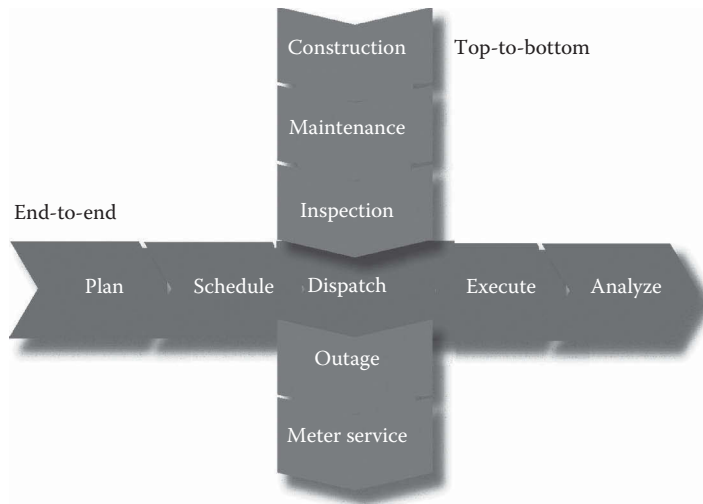 Construction
Top-to-bottom
Maintenance
Inspection
End-to-end
Plan Schedule Dispatch Execute Analyze
Outage
Meter service